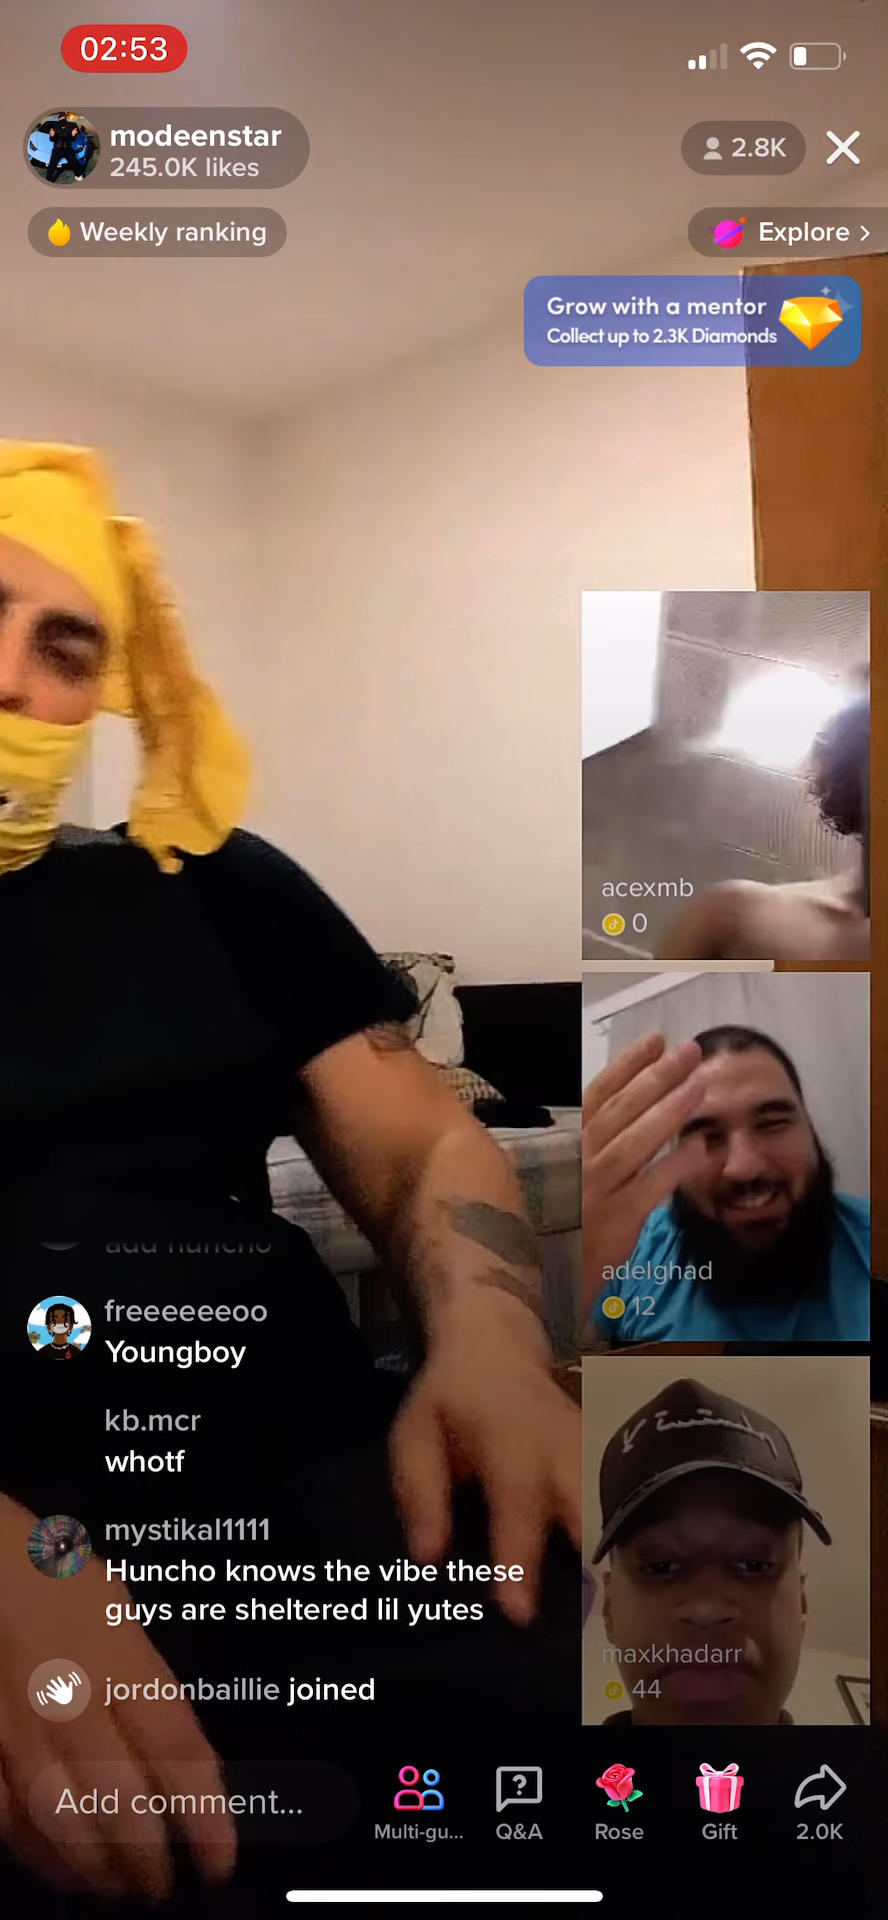 02:53
modeenstar
245.0K likes
2.8K
Weekly ranking
Explore >
Grow with a mentor
Collect up to 2.3K Diamonds
acexmb
0
adelghad
12
add huncho
freeeeeeoo
Youngboy
kb.mcr
whotf
mystikal1111
Huncho knows the vibe these
guys are sheltered lil yutes
maxkhadarr
44
jordonbaillie joined
Add comment...
Multi-gu...
Q&A
Rose
Gift
2.0K